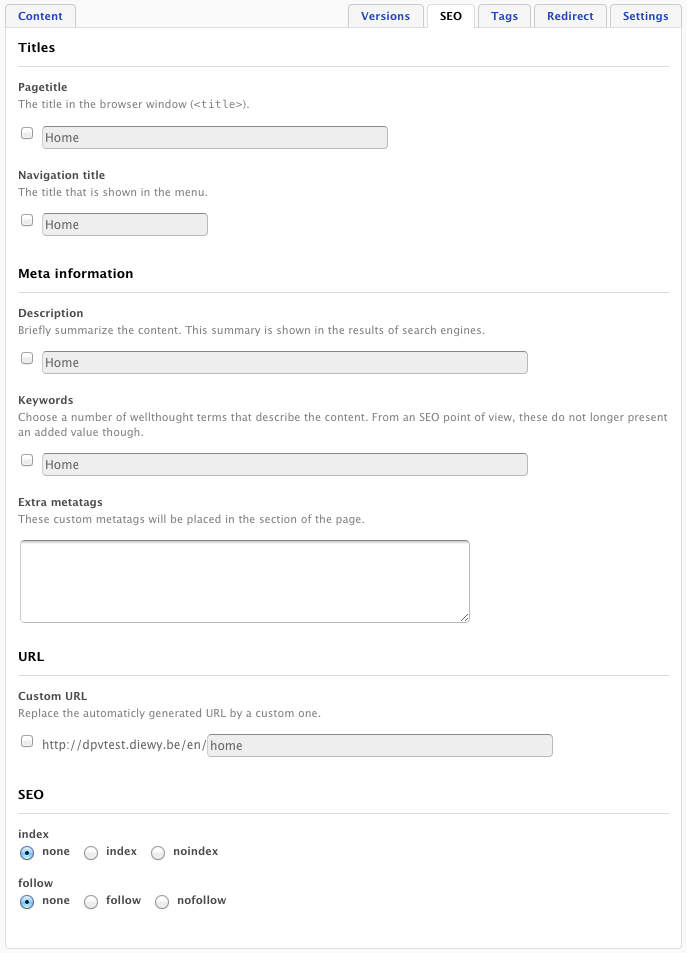 Content
Versions
SEO
Tags
Redirect
Settings
Titles
Pagetitle
The title in the browser window (<title>).
Home
Navigation title
The title that is shown in the menu.
Home
Meta information
Description
Briefly summarize the content. This summary is shown in the results of search engines.
Home
Keywords
Choose a number of wellthought terms that describe the content. From an SEO point of view, these do not longer present
an added value though.
Home
Extra metatags
These custom metatags will be placed in the section of the page.
URL
Custom URL
Replace the automaticly generated URL by a custom one.
http://dpvtest.diewy.be/en/ home
SEO
index
none index noindex
follow
none follow nofollow